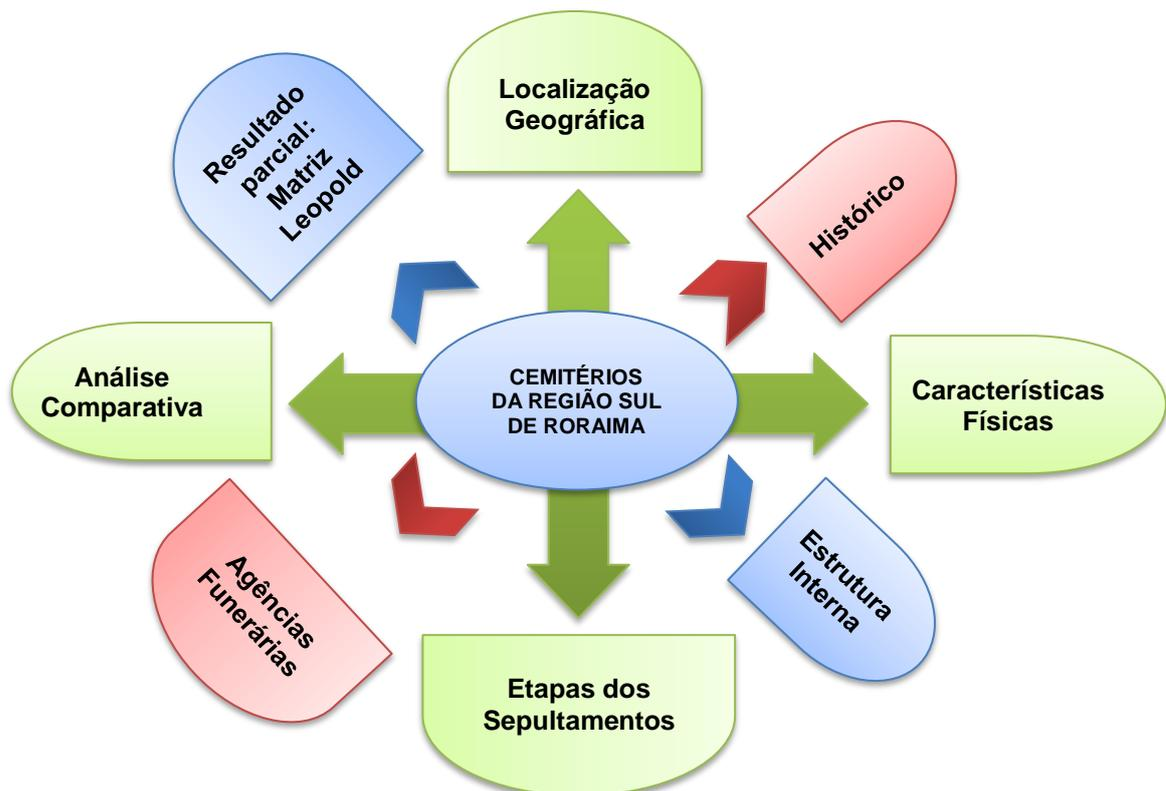 Localização
Geográfica
Histórico
Características
Físicas
Estrutura
Interna
Etapas dos
Sepultamentos
Agências
Funerárias
Análise
Comparativa
Resultado
parcial:
Matriz
Leopold
CEMITÉRIOS
DA REGIÃO SUL
DE RORAIMA